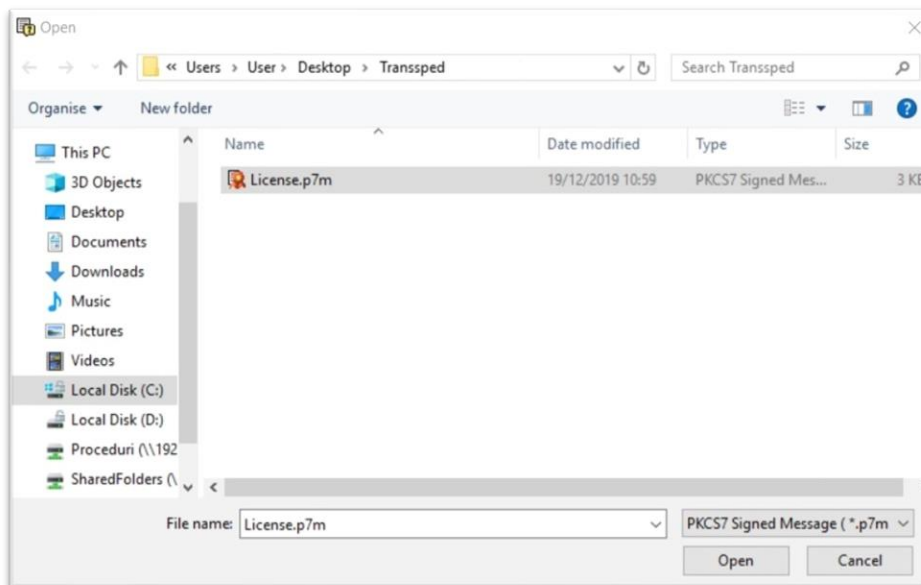 Open
« Users › User › Desktop › Transsped
Search Transsped
Organise
New folder
Name
Date modified
Type
Size
This PC
3D Objects
Desktop
Documents
Downloads
Music
Pictures
Videos
Local Disk (C:)
Local Disk (D:)
Proceduri (\\192
SharedFolders (\
License.p7m
19/12/2019 10:59
PKCS7 Signed Mes...
3 KB
File name:
License.p7m
PKCS7 Signed Message ( *.p7m
Open
Cancel